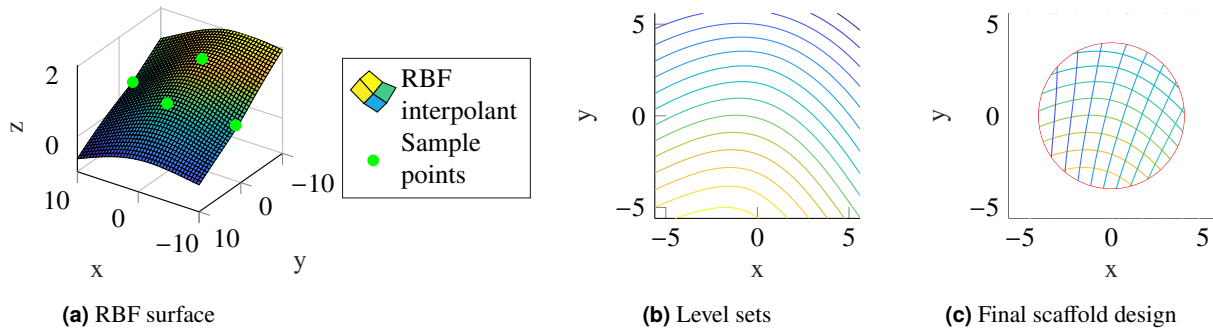 2
0
z
10
0
−10
x
10
0
−10
y
RBF
interpolant
Sample
points
(a) RBF surface
5
0
−5
y
−5
0
5
x
(b) Level sets
5
0
−5
y
−5
0
5
x
(c) Final scaffold design